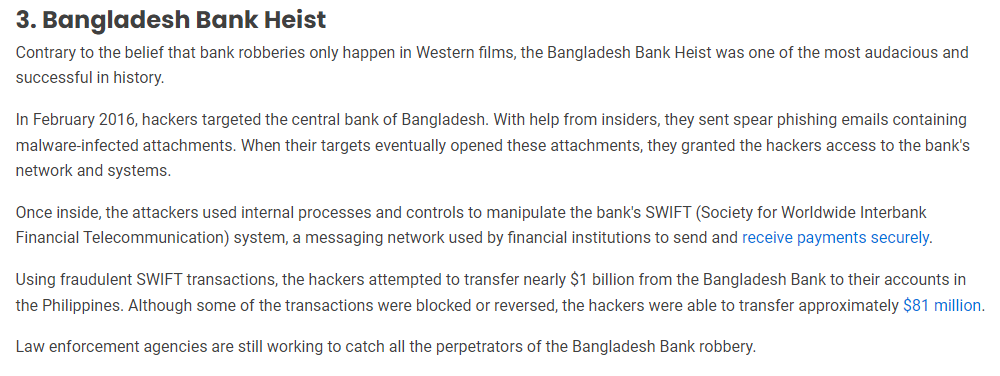 3. Bangladesh Bank Heist
Contrary to the belief that bank robberies only happen in Western films, the Bangladesh Bank Heist was one of the most audacious and
successful in history.
In February 2016, hackers targeted the central bank of Bangladesh. With help from insiders, they sent spear phishing emails containing
malware-infected attachments. When their targets eventually opened these attachments, they granted the hackers access to the bank's
network and systems.
Once inside, the attackers used internal processes and controls to manipulate the bank's SWIFT (Society for Worldwide Interbank
Financial Telecommunication) system, a messaging network used by financial institutions to send and receive payments securely.
Using fraudulent SWIFT transactions, the hackers attempted to transfer nearly $1 billion from the Bangladesh Bank to their accounts in
the Philippines. Although some of the transactions were blocked or reversed, the hackers were able to transfer approximately $81 million.
Law enforcement agencies are still working to catch all the perpetrators of the Bangladesh Bank robbery.